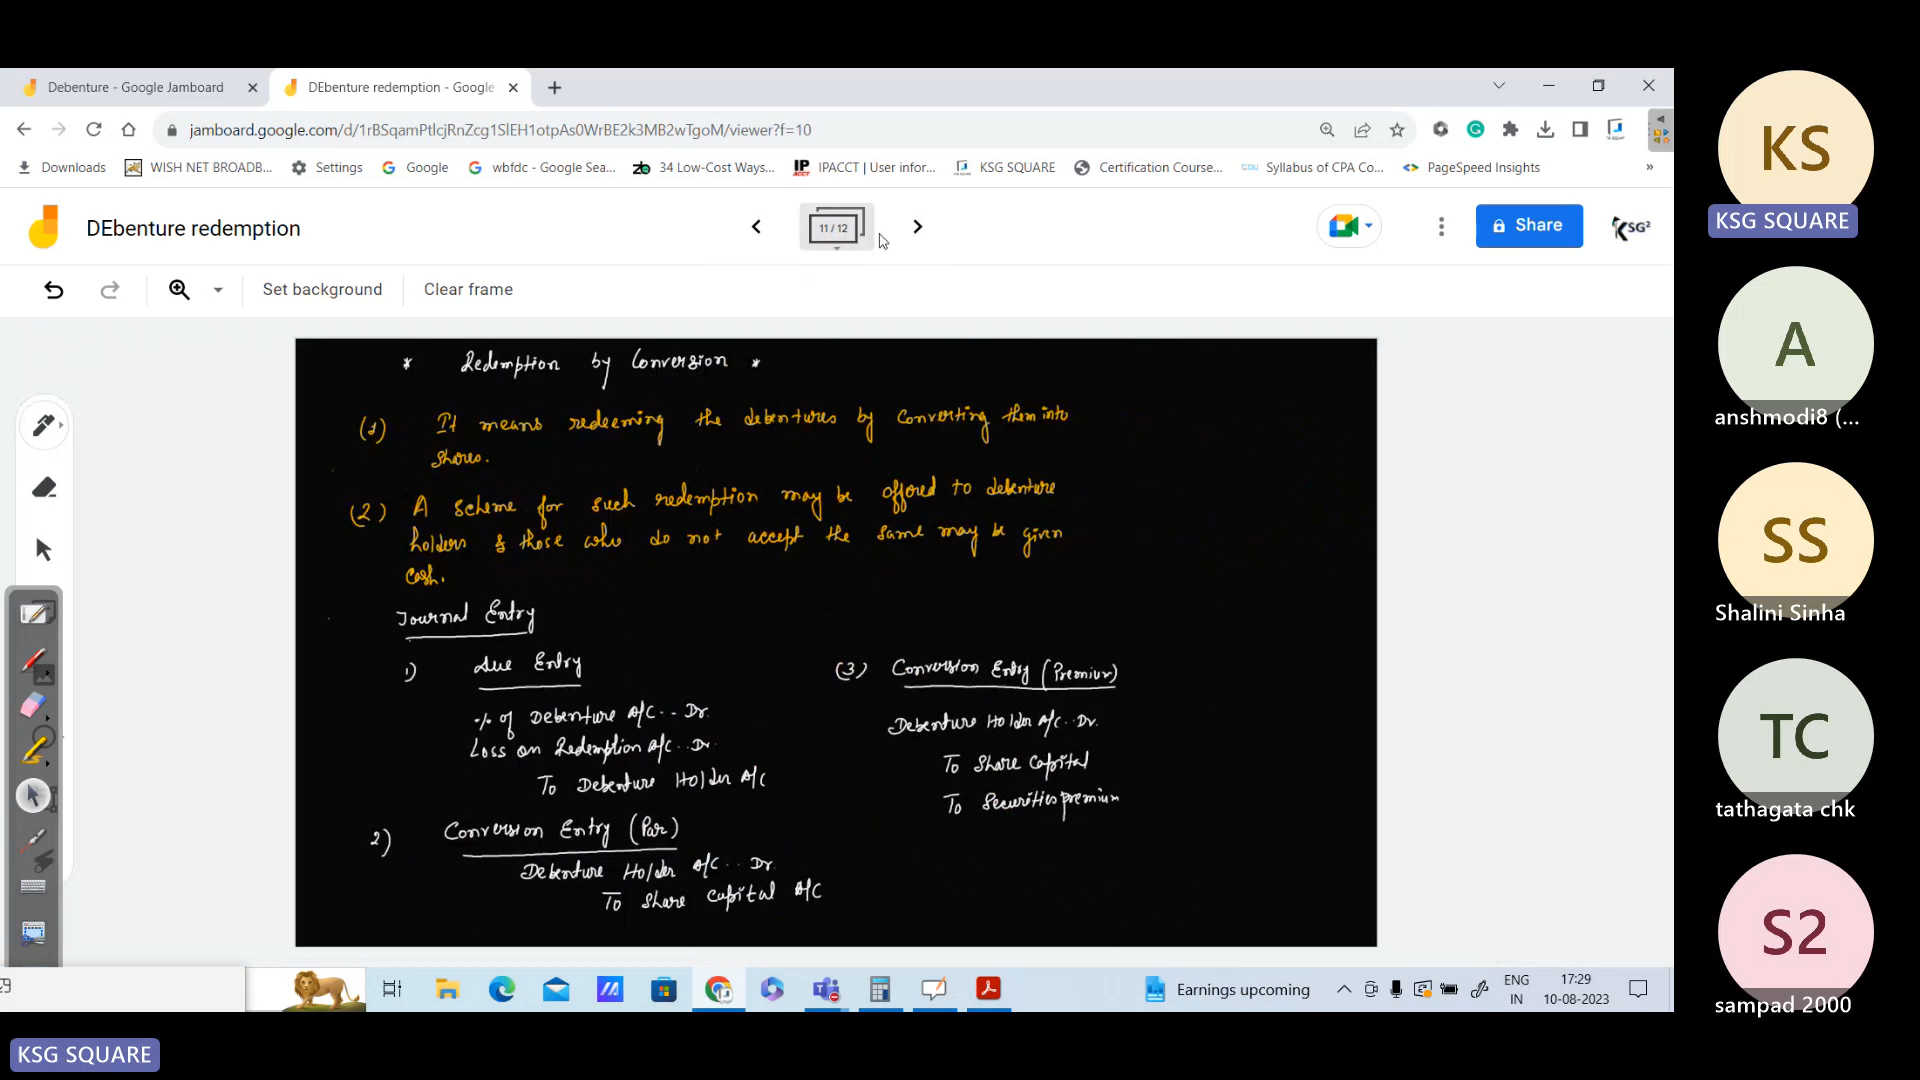 Debenture - Google Jamboard
DEbenture redemption - Google
jamboard.google.com/d/1rBSqamPtlcjRnZcg1SlEH1otpAs0WrBE2k3MB2wTgoM/viewer?f=10
Downloads WISH NET BROADB... Settings Google wbfdc - Google Sea... 34 Low-Cost Ways... IPACCT | User infor... KSG SQUARE Certification Course... Syllabus of CPA Co... PageSpeed Insights »
DEbenture redemption
11 / 12
Share
KSG²
Set background
Clear frame
* Redemption by Conversion *
(1) It means redeeming the debentures by converting them into
shares.
(2) A scheme for such redemption may be offered to debenture
holders & those who do not accept the same may be given
cash.
Journal Entry
1) Due Entry
% of Debenture A/C .. Dr.
Loss on Redemption A/C .. Dr.
To Debenture Holder A/C
2) Conversion Entry (Par)
Debenture Holder A/C .. Dr.
To Share Capital A/C
(3) Conversion Entry (Premium)
Debenture Holder A/C .. Dr.
To Share Capital
To Securities premium
Earnings upcoming
ENG
IN
17:29
10-08-2023
KS
KSG SQUARE
A
anshmodi8 (...
SS
Shalini Sinha
TC
tathagata chk
S2
sampad 2000
KSG SQUARE